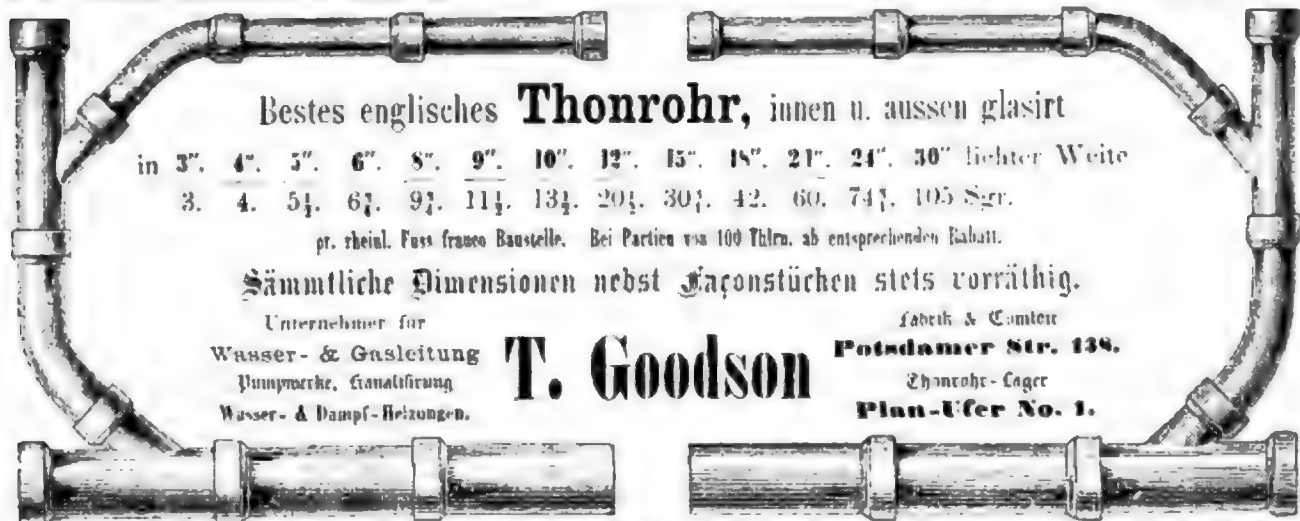 Bestes englisches Thonrohr, innen u. aussen glasirt
in 3". 4". 5". 6". 8". 9". 10". 12". 15". 18". 21". 24". 30" lichter Weite
3. 4. 5½. 6¾. 9¾. 11½. 13½. 20½. 30¾. 42. 60. 74¾. 105 Sgr.
pr. rheinl. Fuss franco Baustelle. Bei Partien von 100 Thlrn. ab entsprechenden Rabatt.
Sämmtliche Dimensionen nebst Façonstücken stets vorräthig.
Unternehmer für
Wasser- & Gasleitung
Pumpwerke, Canalisirung
Wasser- & Dampf-Heizungen.
T. Goodson
Fabrik & Comtoir
Potsdamer Str. 138.
Thonrohr-Lager
Plan-Ufer No. 1.